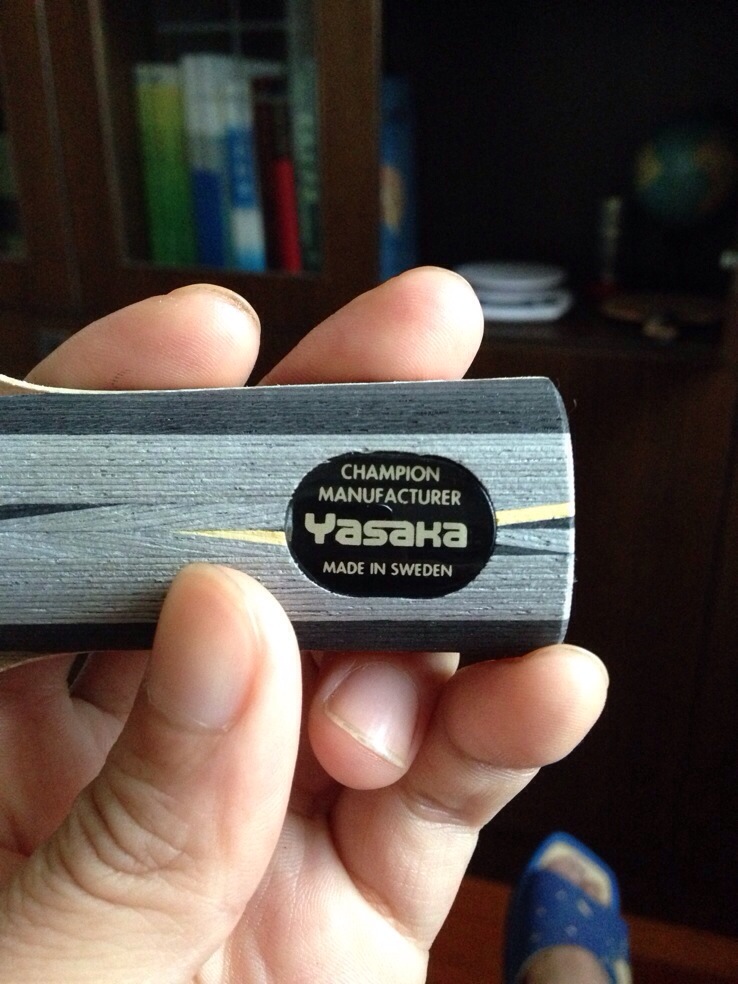 CHAMPION
MANUFACTURER
Yasaka
MADE IN SWEDEN